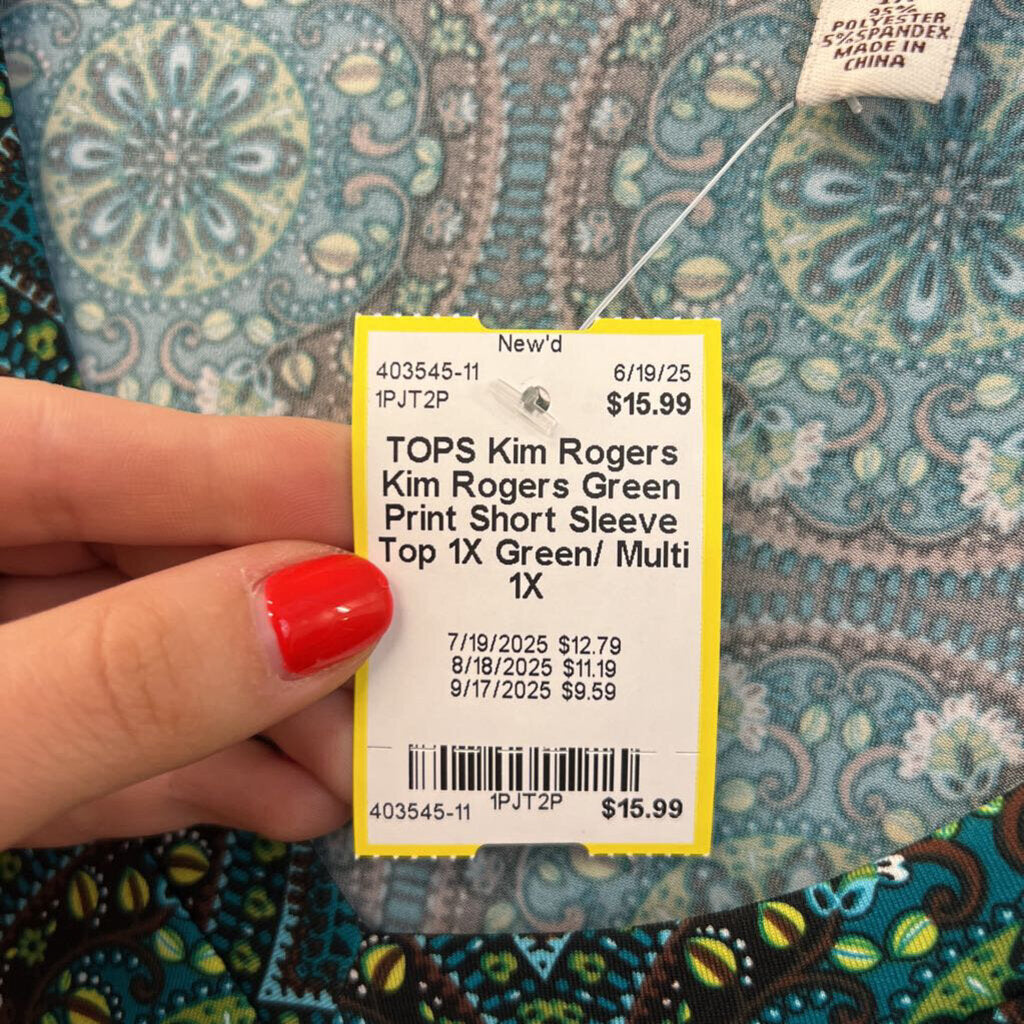 95%
POLYESTER
5% SPANDEX
MADE IN
CHINA
New'd
403545-11 6/19/25
1PJT2P $15.99
TOPS Kim Rogers
Kim Rogers Green
Print Short Sleeve
Top 1X Green/ Multi
1X
7/19/2025 $12.79
8/18/2025 $11.19
9/17/2025 $9.59
403545-11 1PJT2P $15.99